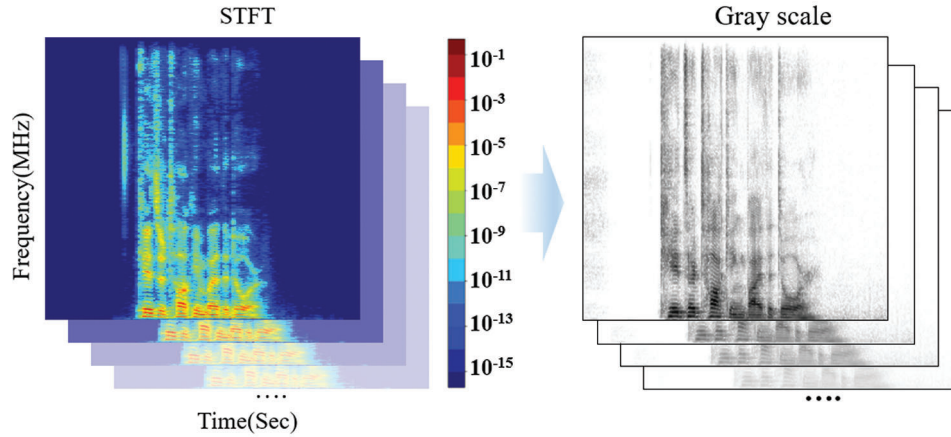 STFT
Gray scale
Frequency(MHz)
10⁻¹
10⁻³
10⁻⁵
10⁻⁷
10⁻⁹
10⁻¹¹
10⁻¹³
10⁻¹⁵
....
Time(Sec)
....